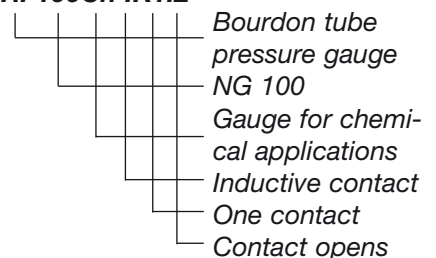 Bourdon tube
pressure gauge
NG 100
Gauge for chemi-
cal applications
Inductive contact
One contact
Contact opens